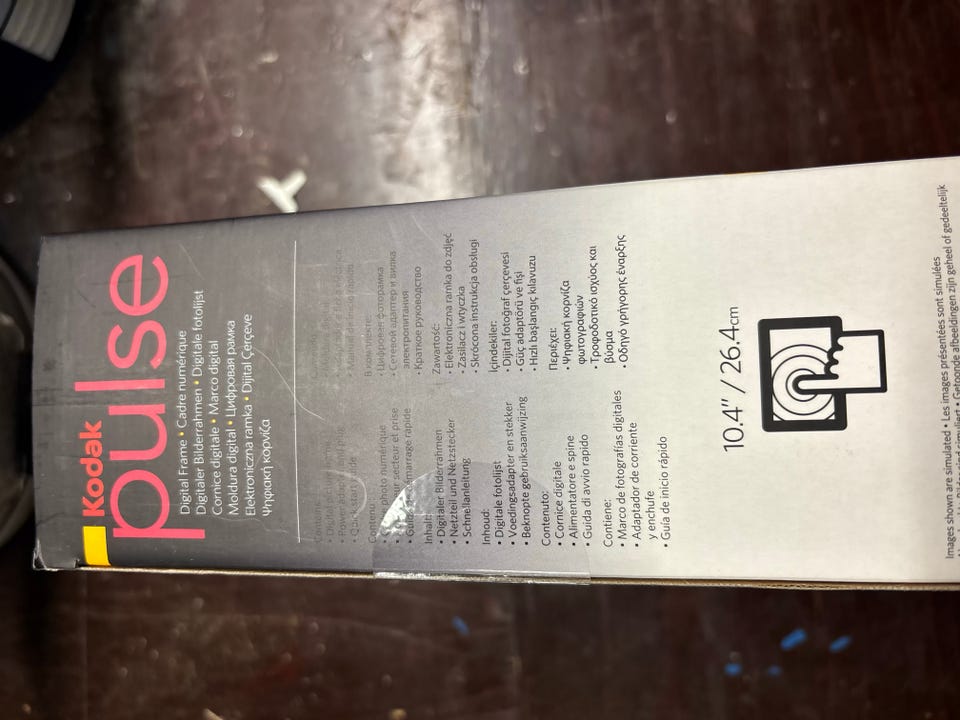 Kodak
pulse
Digital Frame • Cadre numérique
Digitaler Bilderrahmen • Digitale fotolijst
Cornice digitale • Marco digital
Moldura digital • Цифровая рамка
Elektroniczna ramka • Dijital Çerçeve
Ψηφιακή κορνίζα
Inhalt:
• Digitaler Bilderrahmen
• Netzteil und Netzstecker
• Schnellanleitung
Inhoud:
• Digitale fotolijst
• Voedingsadapter en stekker
• Beknopte gebruiksaanwijzing
Contenuto:
• Cornice digitale
• Alimentatore e spine
• Guida di avvio rapido
Contiene:
• Marco de fotografías digitales
• Adaptador de corriente
y enchufe
• Guía de inicio rápido
В комплекте:
• Цифровая фоторамка
• Сетевой адаптер и вилка
электропитания
• Краткое руководство
Zawartość:
• Elektroniczna ramka do zdjęć
• Zasilacz i wtyczka
• Skrócona instrukcja obsługi
İçindekiler:
• Dijital fotoğraf çerçevesi
• Güç adaptörü ve fişi
• Hızlı başlangıç kılavuzu
Περιέχει:
• Ψηφιακή κορνίζα
φωτογραφιών
• Τροφοδοτικό ισχύος και
βύσμα
• Οδηγό γρήγορης έναρξης
10.4" / 26.4cm
Images shown are simulated • Les images présentées sont simulées
Gefoonde afbeeldingen zijn geheel of gedeeltelijk